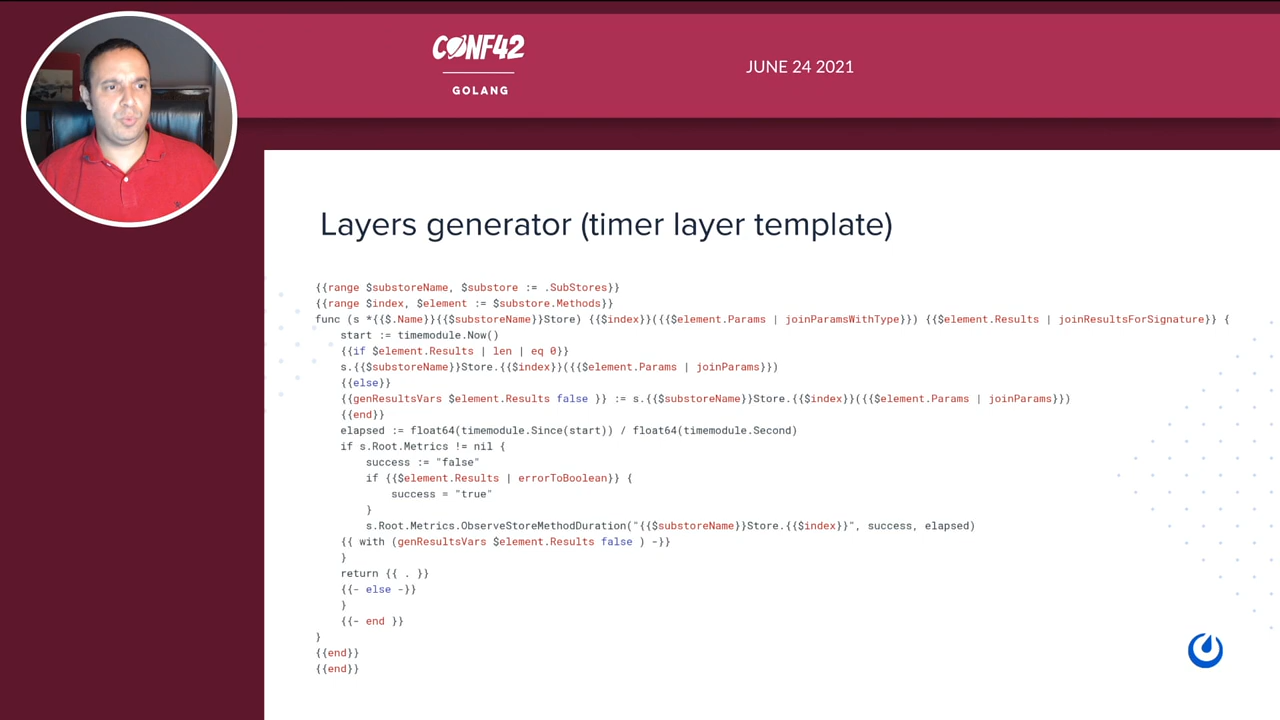 CONF42
GOLANG
JUNE 24 2021
Layers generator (timer layer template)
{{range $substoreName, $substore := .SubStores}}
{{range $index, $element := $substore.Methods}}
func (s *{{$.Name}}{{$substoreName}}Store) {{$index}}({{$element.Params | joinParamsWithType}}) {{$element.Results | joinResultsForSignature}} {
start := timemodule.Now()
{{if $element.Results | len | eq 0}}
s.{{$substoreName}}Store.{{$index}}({{$element.Params | joinParams}})
{{else}}
{{genResultsVars $element.Results false }} := s.{{$substoreName}}Store.{{$index}}({{$element.Params | joinParams}})
{{end}}
elapsed := float64(timemodule.Since(start)) / float64(timemodule.Second)
if s.Root.Metrics != nil {
success := "false"
if {{$element.Results | errorToBoolean}} {
success = "true"
}
s.Root.Metrics.ObserveStoreMethodDuration("{{$substoreName}}Store.{{$index}}", success, elapsed)
{{ with (genResultsVars $element.Results false ) -}}
}
return {{ . }}
{{- else -}}
}
{{- end }}
}
{{end}}
{{end}}